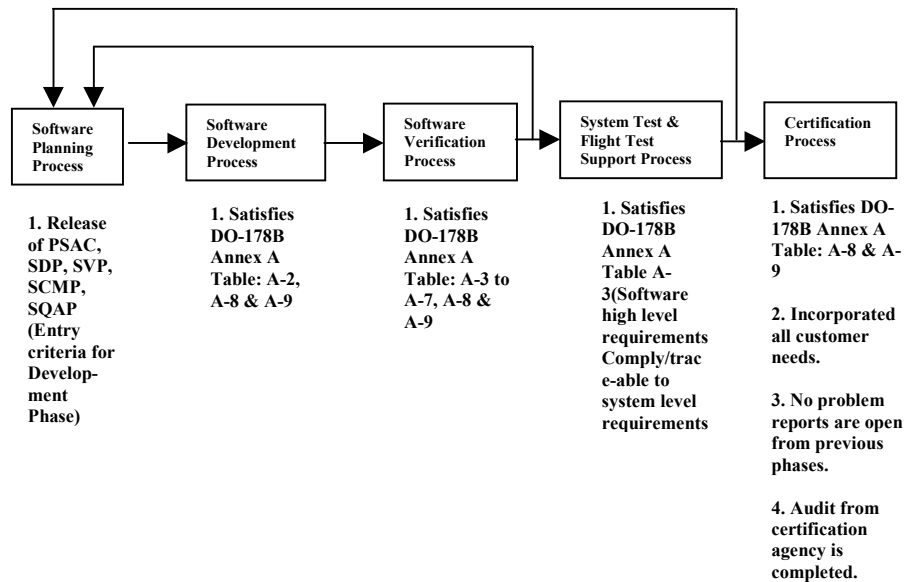 Software
Planning
Process
Software
Development
Process
Software
Verification
Process
System Test &
Flight Test
Support Process
Certification
Process
1. Release
of PSAC,
SDP, SVP,
SCMP,
SQAP
(Entry
criteria for
Develop-
ment
Phase)
1. Satisfies
DO-178B
Annex A
Table: A-2,
A-8 & A-9
1. Satisfies
DO-178B
Annex A
Table: A-3 to
A-7, A-8 &
A-9
1. Satisfies
DO-178B
Annex A
Table A-
3(Software
high level
requirements
Comply/trac
e-able to
system level
requirements
1. Satisfies DO-
178B Annex A
Table: A-8 & A-
9
2. Incorporated
all customer
needs.
3. No problem
reports are open
from previous
phases.
4. Audit from
certification
agency is
completed.